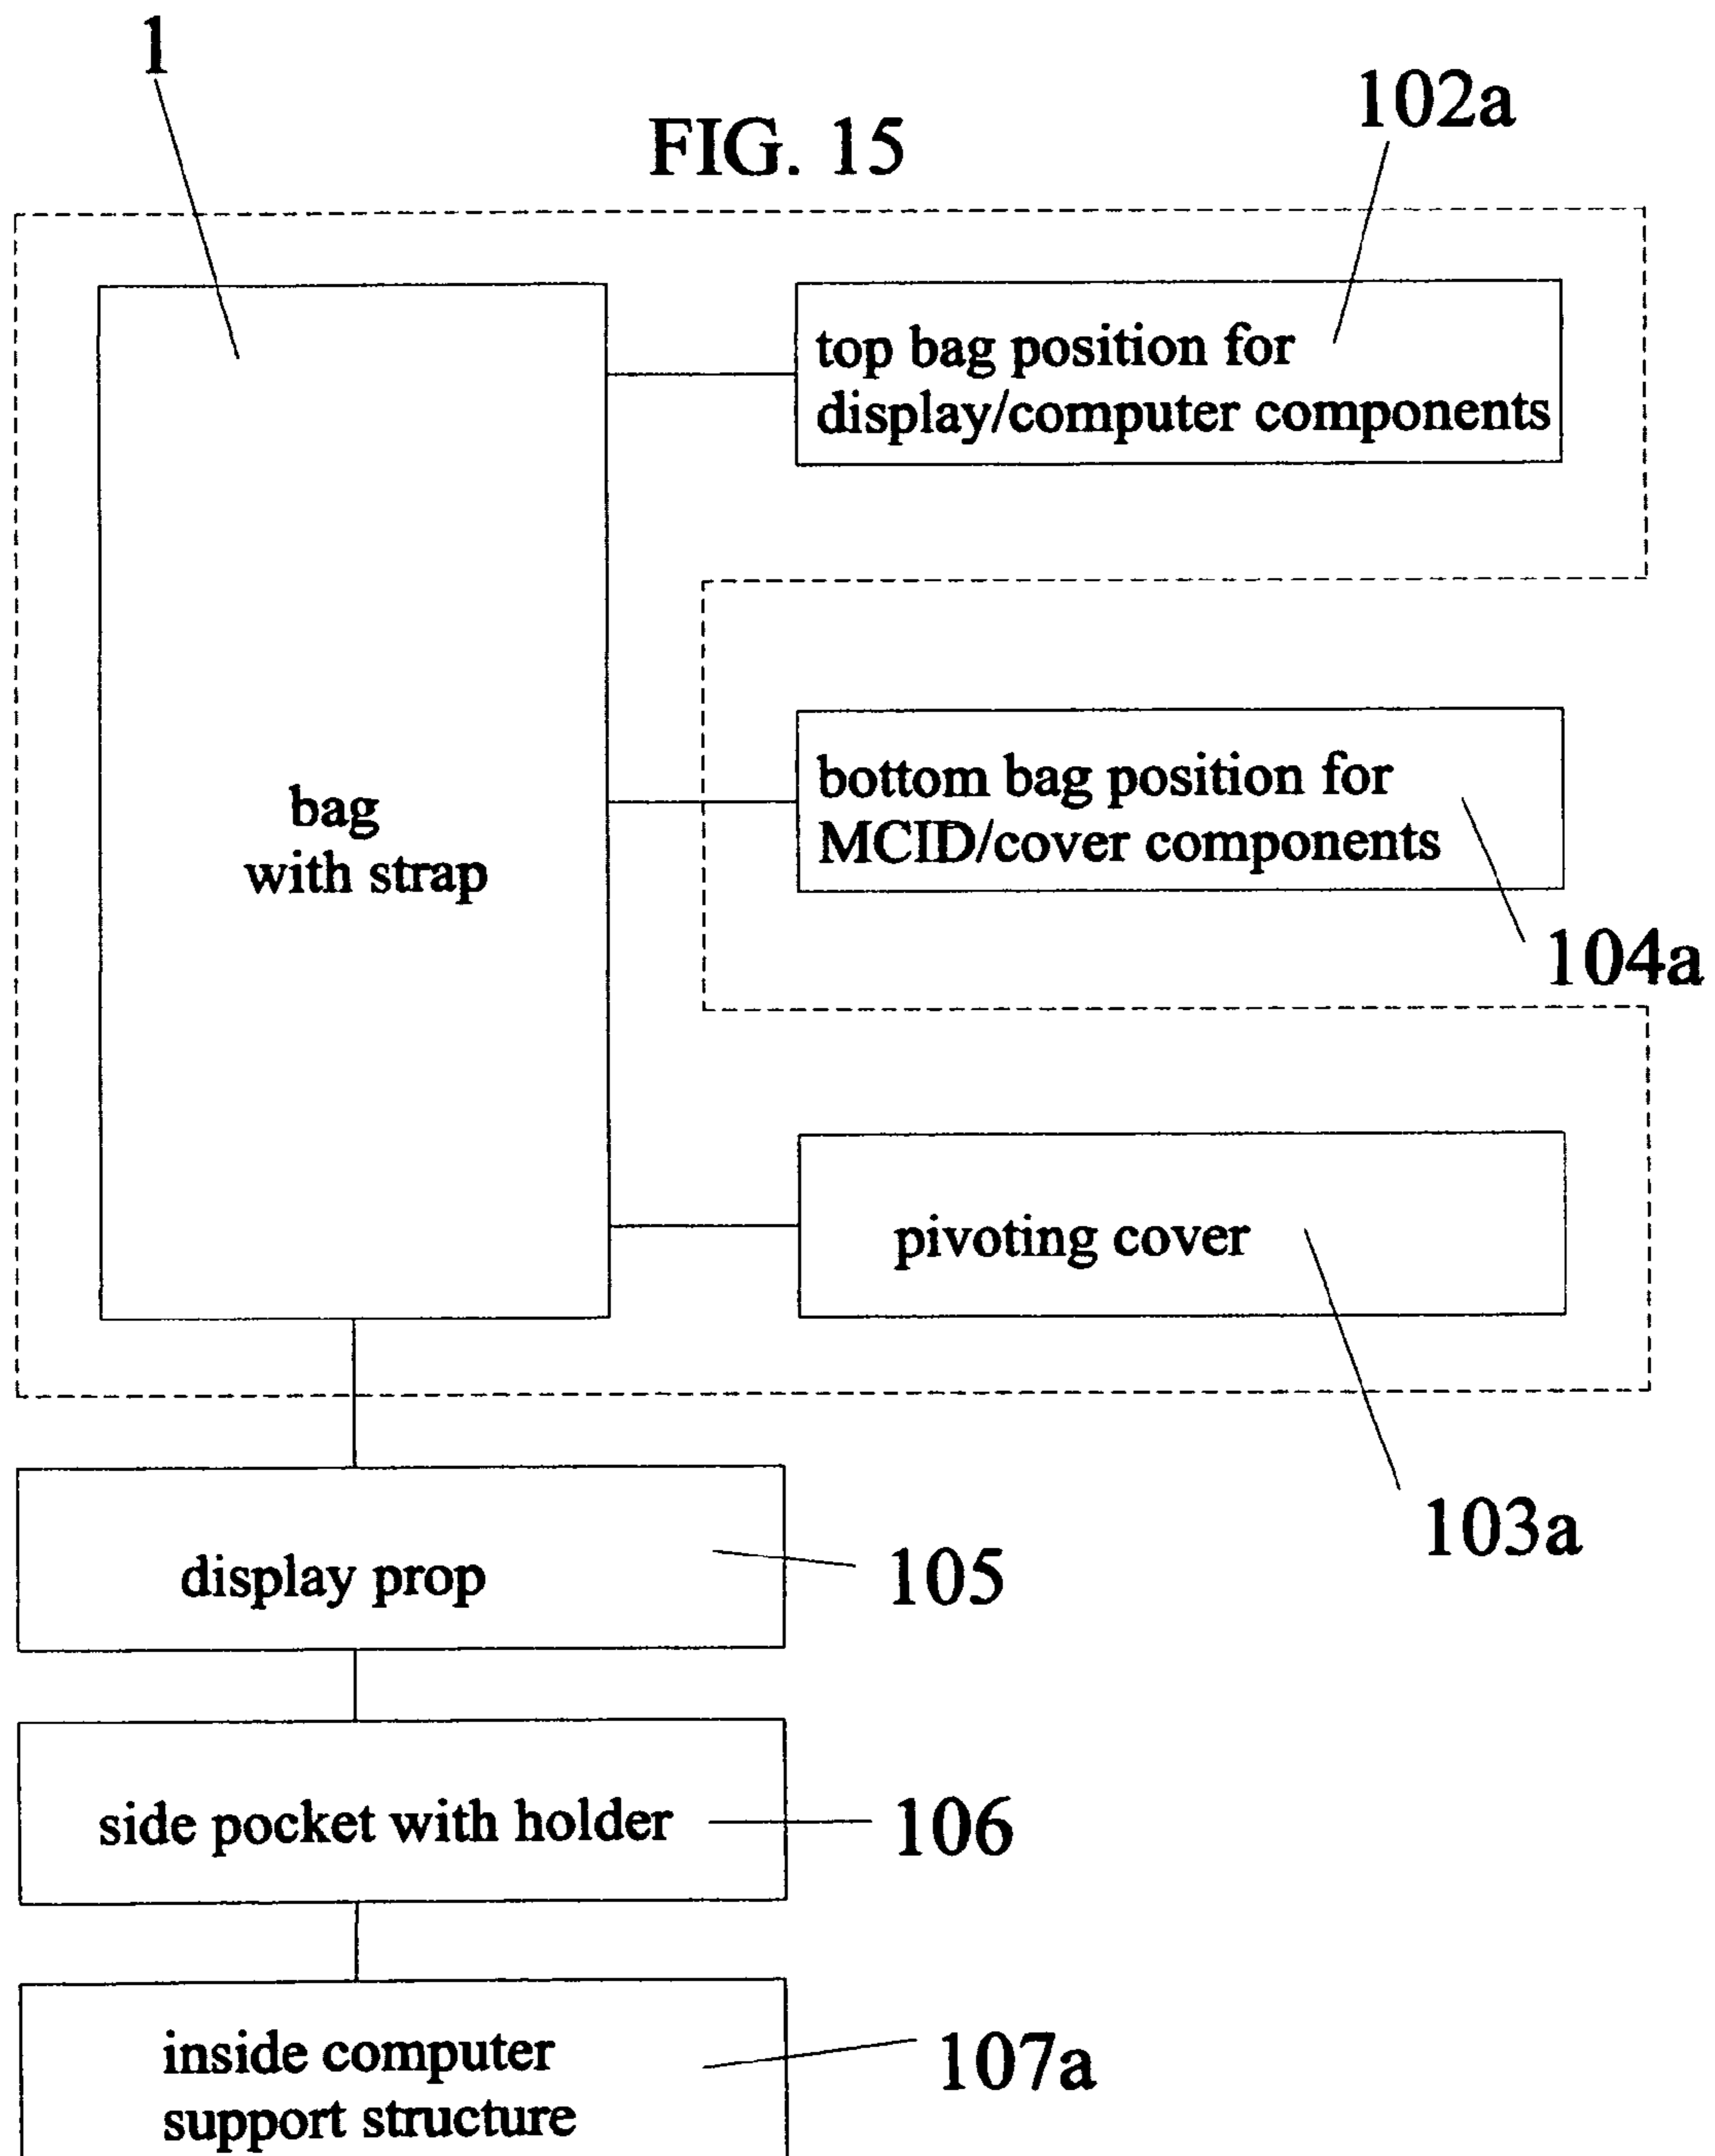 1
FIG. 15
102a
top bag position for
display/computer components
bag
with strap
bottom bag position for
MCID/cover components
104a
pivoting cover
103a
display prop
105
side pocket with holder
106
inside computer
support structure
107a